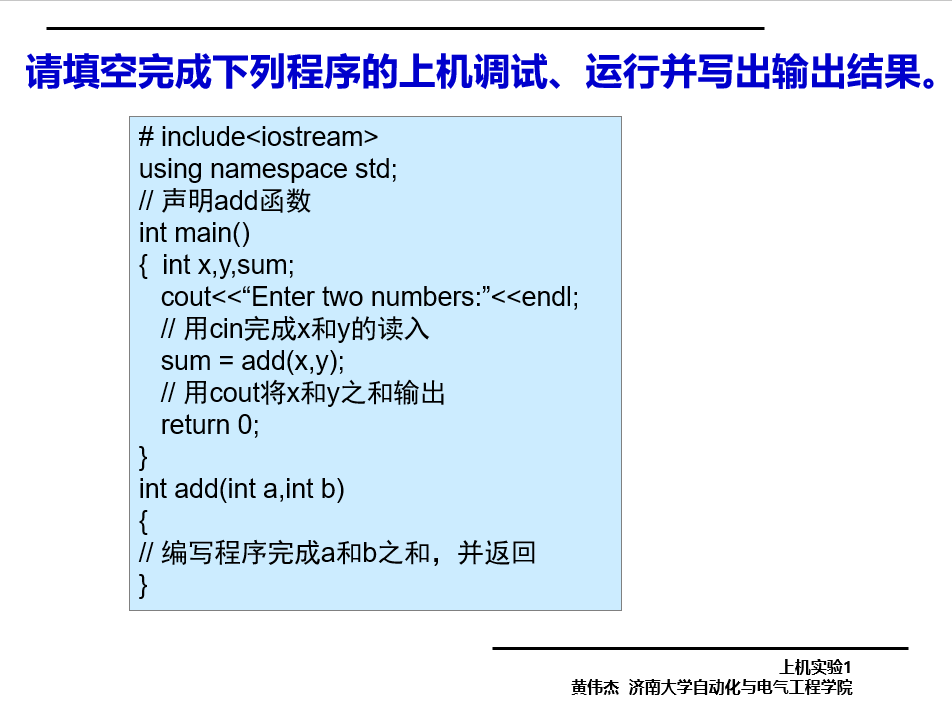 请填空完成下列程序的上机调试、运行并写出输出结果。
# include<iostream>
using namespace std;
// 声明add函数
int main()
{  int x,y,sum;
cout<<“Enter two numbers:”<<endl;
// 用cin完成x和y的读入
sum = add(x,y);
// 用cout将x和y之和输出
return 0;
}
int add(int a,int b)
{
// 编写程序完成a和b之和，并返回
}
上机实验1
黄伟杰  济南大学自动化与电气工程学院